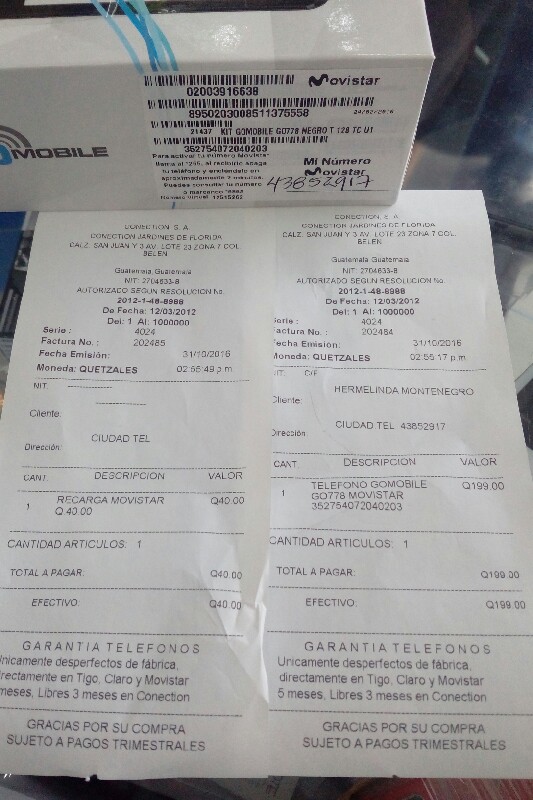 Movistar
02003916638
8950203008511375558
24/02/2016
21437 KIT GOMOBILE GO778 NEGRO T 128 TC U1
352754072040203
Para activar tu número Movistar
llama al *255, al recibirlo apaga
tu teléfono y enciéndelo en
aproximadamente 2 minutos.
Puedes consultar tu número
o marcando
Mi Número
Movistar
43852917
MOBILE
CONECTION, S. A.
CONECTION JARDINES DE FLORIDA
CALZ. SAN JUAN Y 3 AV. LOTE 23 ZONA 7 COL.
BELEN
Guatemala, Guatemala
NIT: 2704633-8
AUTORIZADO SEGUN RESOLUCION No.
2012-1-48-8988
De Fecha: 12/03/2012
Del: 1 Al: 1000000
Serie : 4024
Factura No. : 202485
Fecha Emisión: 31/10/2016
Moneda: QUETZALES 02:55:49 p.m.
NIT: ------------
Cliente:
CIUDAD TEL
Dirección:
CANT. DESCRIPCION VALOR
1 RECARGA MOVISTAR Q40.00
Q.40.00
CANTIDAD ARTICULOS: 1
TOTAL A PAGAR: Q40.00
EFECTIVO: Q40.00
GARANTIA TELEFONOS
Unicamente desperfectos de fábrica,
directamente en Tigo, Claro y Movistar
meses, Libres 3 meses en Conection
GRACIAS POR SU COMPRA
SUJETO A PAGOS TRIMESTRALES
CONECTION, S. A.
CONECTION JARDINES DE FLORIDA
CALZ. SAN JUAN Y 3 AV. LOTE 23 ZONA 7 COL.
BELEN
Guatemala Guatemala
NIT: 2704633-8
AUTORIZADO SEGUN RESOLUCION No.
2012-1-48-8988
De Fecha: 12/03/2012
Del: 1 Al: 1000000
Serie : 4024
Factura No. : 202484
Fecha Emisión: 31/10/2016
Moneda: QUETZALES 02:55:17 p.m.
NIT: C/F
HERMELINDA MONTENEGRO
Cliente:
CIUDAD TEL 43852917
Dirección
CANT. DESCRIPCION VALOR
1 TELEFONO GOMOBILE Q199.00
GO778 MOVISTAR
352754072040203
CANTIDAD ARTICULOS: 1
TOTAL A PAGAR: Q199.00
EFECTIVO: Q199.00
GARANTIA TELEFONOS
Unicamente desperfectos de fábrica,
directamente en Tigo, Claro y Movistar
5 meses, Libres 3 meses en Conection
GRACIAS POR SU COMPRA
SUJETO A PAGOS TRIMESTRALES